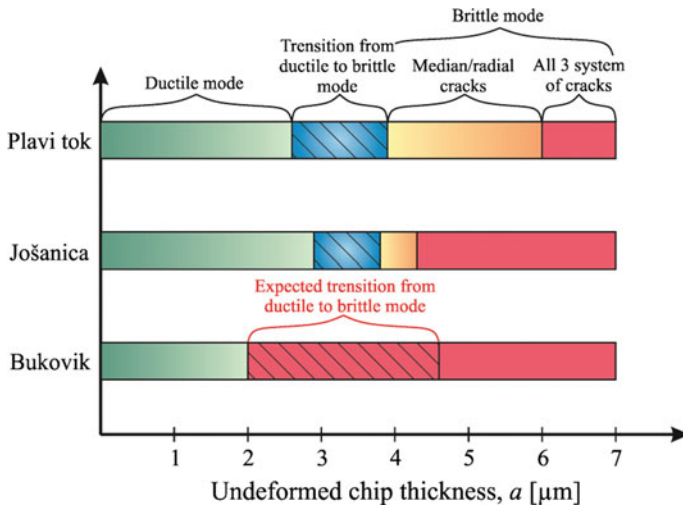 Brittle mode
Trensition from
ductile to brittle
mode
Ductile mode
Median/radial
cracks
All 3 system
of cracks
Plavi tok
Jošanica
Expected trensition from
ductile to brittle mode
Bukovik
1 2 3 4 5 6 7
Undeformed chip thickness, a [µm]